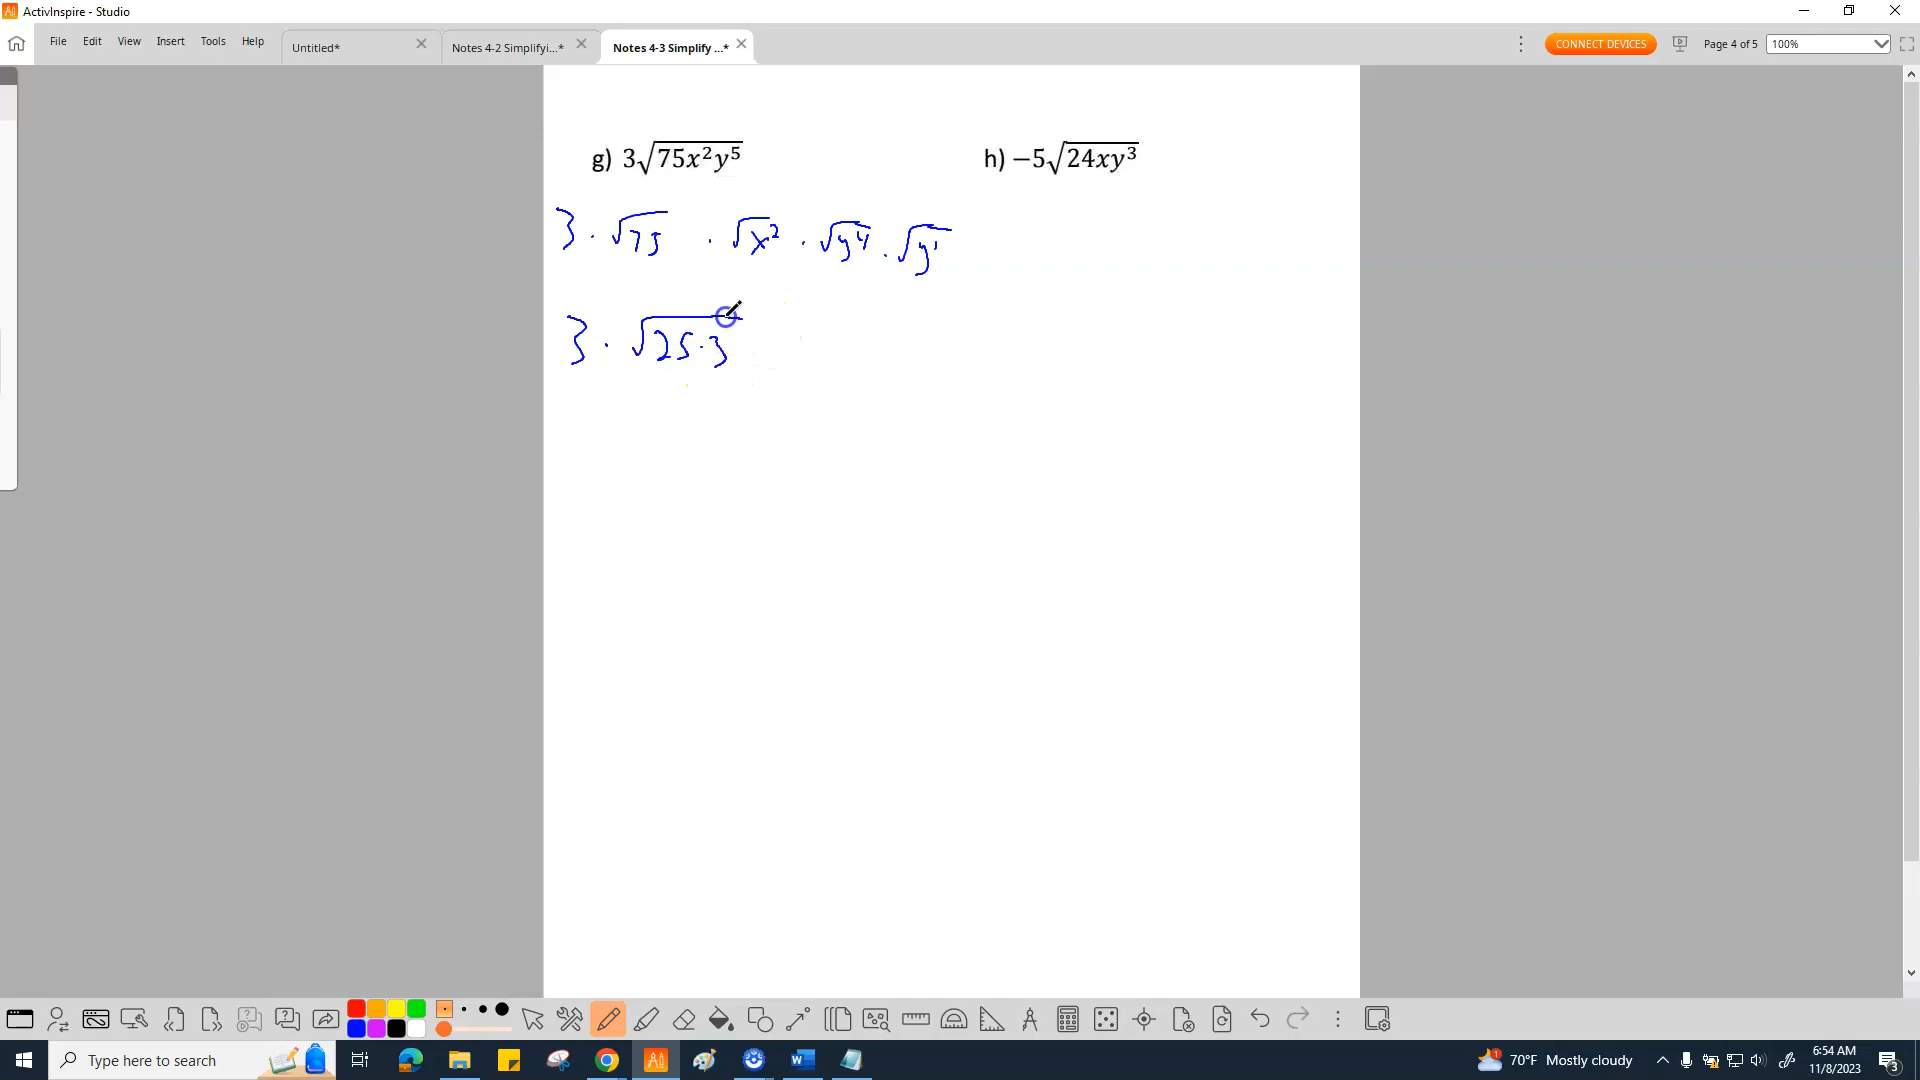 ActivInspire - Studio
File Edit View Insert Tools Help
Untitled*
Notes 4-2 Simplifyi...*
Notes 4-3 Simplify ...*
CONNECT DEVICES
Page 4 of 5
100%
g) 3√75x²y⁵
h) −5√24xy³
3 · √75 · √x² · √y⁴ · √y¹
3 · √25·3
Type here to search
70°F Mostly cloudy
6:54 AM
11/8/2023
3